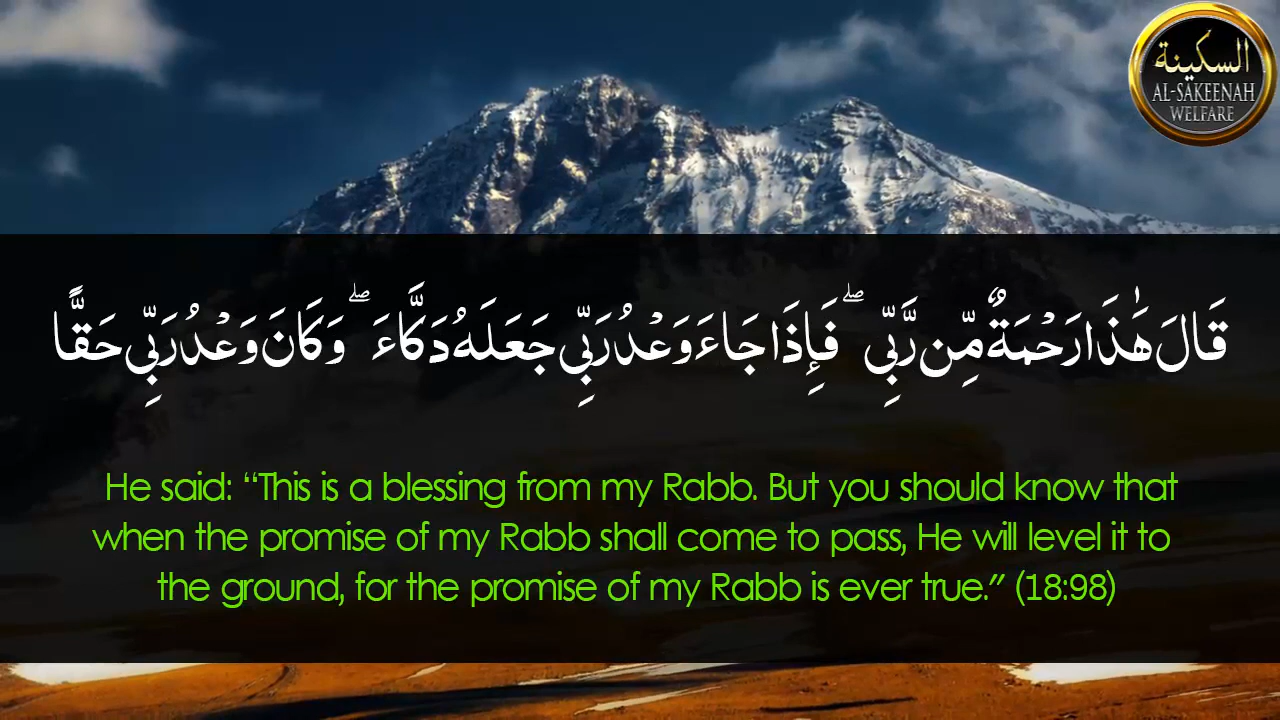 السكينة
AL-SAKEENAH
WELFARE
قَالَ هَٰذَا رَحْمَةٌ مِّن رَّبِّي ۖ فَإِذَا جَاءَ وَعْدُ رَبِّي جَعَلَهُ دَكَّاءَ ۖ وَكَانَ وَعْدُ رَبِّي حَقًّا
He said: “This is a blessing from my Rabb. But you should know that
when the promise of my Rabb shall come to pass, He will level it to
the ground, for the promise of my Rabb is ever true.” (18:98)